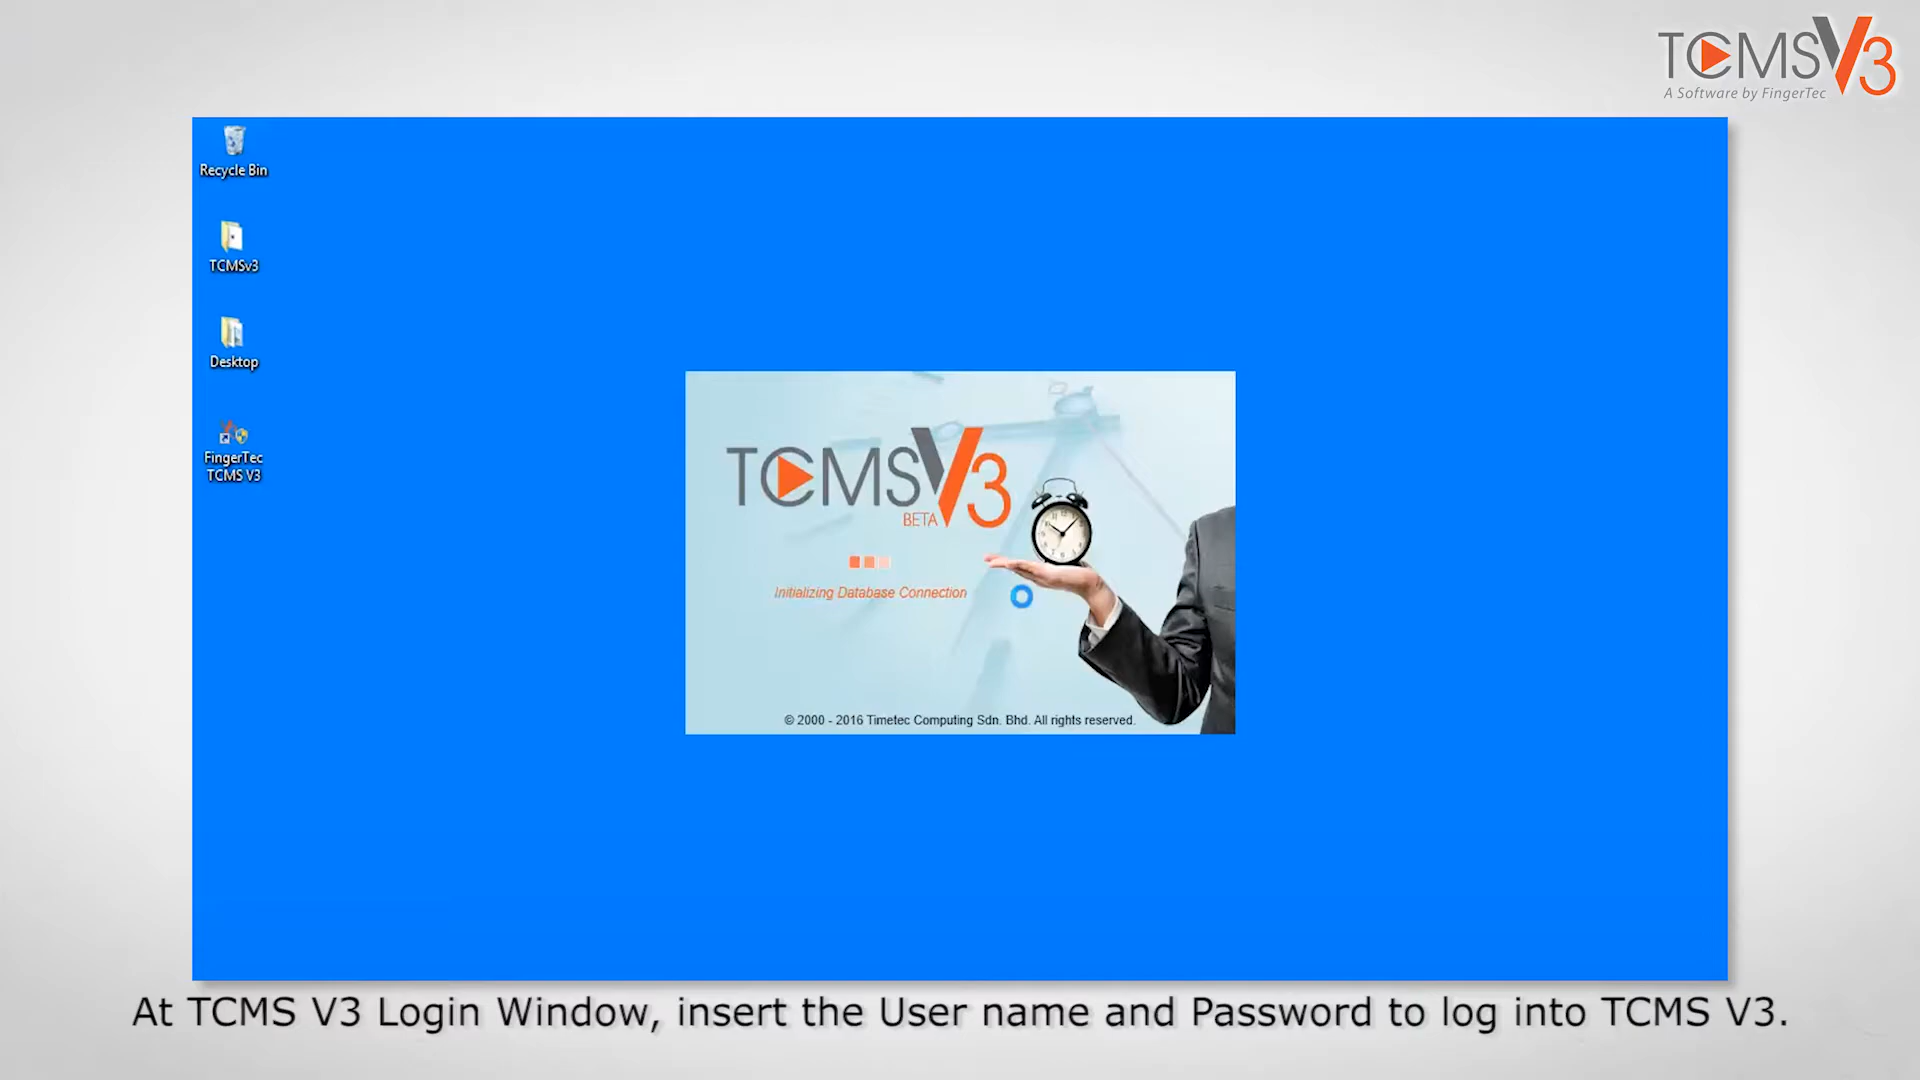 TCMSV3
A Software by FingerTec
Recycle Bin
TCMSv3
Desktop
FingerTec
TCMS V3
TCMSV3
BETA
Initializing Database Connection
© 2000 - 2016 Timetec Computing Sdn. Bhd. All rights reserved.
At TCMS V3 Login Window, insert the User name and Password to log into TCMS V3.